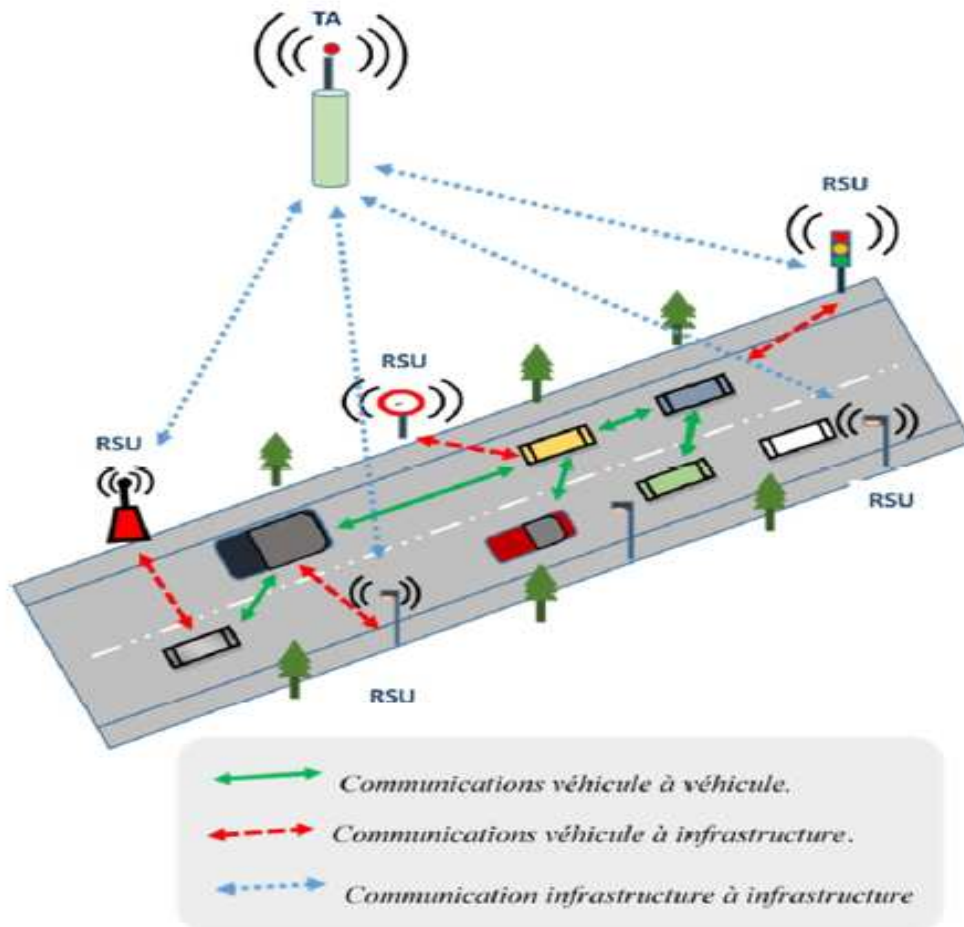 TA
RSU
RSU
RSU
RSU
RSU
Communications véhicule à véhicule.
Communications véhicule à infrastructure.
Communication infrastructure à infrastructure